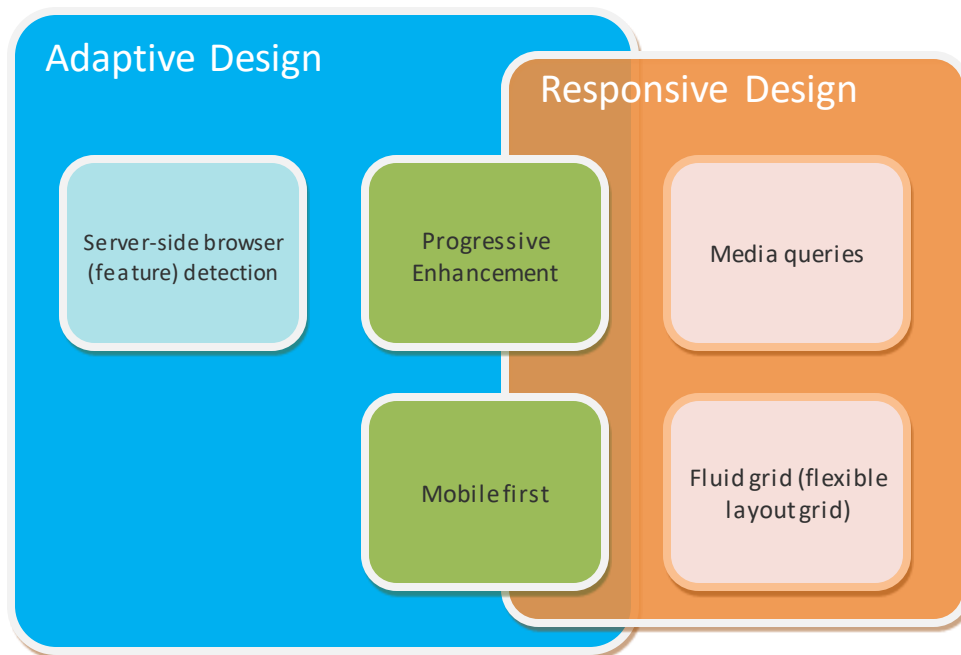 Adaptive Design
Responsive Design
Server-side browser
(feature) detection
Progressive
Enhancement
Media queries
Mobile first
Fluid grid (flexible
layout grid)